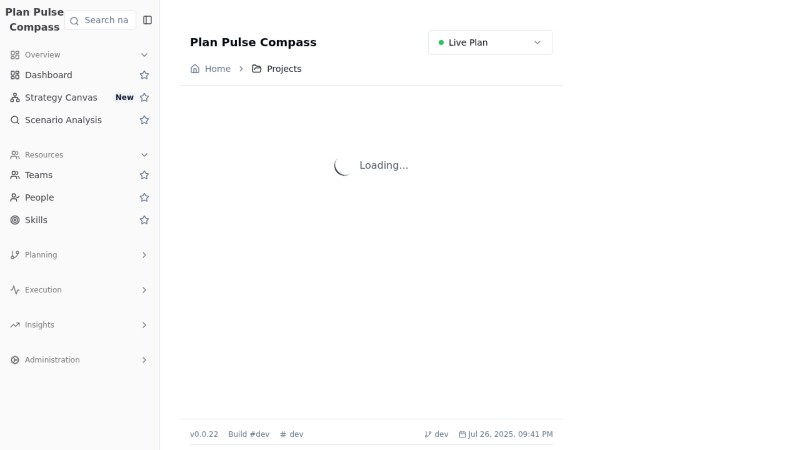 Plan Pulse
Compass
Search na
Overview
Dashboard
Strategy Canvas New
Scenario Analysis
Resources
Teams
People
Skills
Planning
Execution
Insights
Administration
Plan Pulse Compass
Live Plan
Home Projects
Loading...
v0.0.22 Build #dev # dev dev Jul 26, 2025, 09:41 PM